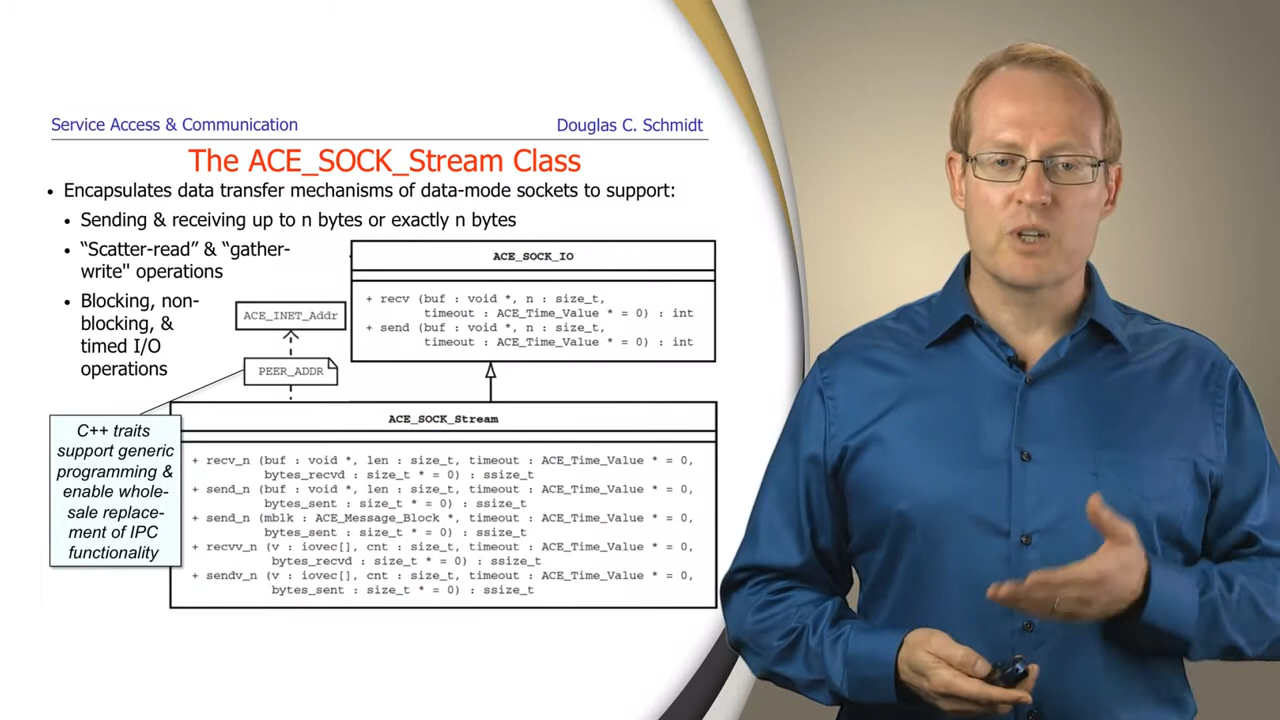 Service Access & Communication
Douglas C. Schmidt
The ACE_SOCK_Stream Class
• Encapsulates data transfer mechanisms of data-mode sockets to support:
• Sending & receiving up to n bytes or exactly n bytes
• “Scatter-read” & “gather-
write" operations
• Blocking, non-
blocking, &
timed I/O
operations
ACE_SOCK_IO
+ recv (buf : void *, n : size_t,
timeout : ACE_Time_Value * = 0) : int
+ send (buf : void *, n : size_t,
timeout : ACE_Time_Value * = 0) : int
ACE_INET_Addr
PEER_ADDR
C++ traits
support generic
programming &
enable whole-
sale replace-
ment of IPC
functionality
ACE_SOCK_Stream
+ recv_n (buf : void *, len : size_t, timeout : ACE_Time_Value * = 0,
bytes_recvd : size_t * = 0) : ssize_t
+ send_n (buf : void *, len : size_t, timeout : ACE_Time_Value * = 0,
bytes_sent : size_t * = 0) : ssize_t
+ send_n (mblk : ACE_Message_Block *, timeout : ACE_Time_Value * = 0,
bytes_sent : size_t * = 0) : ssize_t
+ recvv_n (v : iovec[], cnt : size_t, timeout : ACE_Time_Value * = 0,
bytes_recvd : size_t * = 0) : ssize_t
+ sendv_n (v : iovec[], cnt : size_t, timeout : ACE_Time_Value * = 0,
bytes_sent : size_t * = 0) : ssize_t